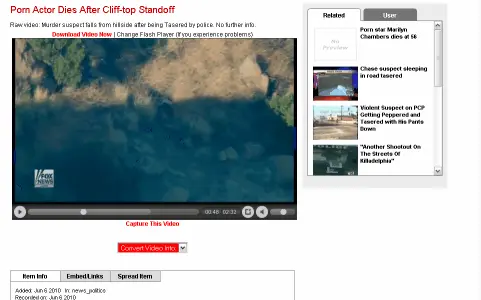 Porn Actor Dies After Cliff-top Standoff
Raw video: Murder suspect falls from hillside after being Tasered by police. No further info.
Download Video Now | Change Flash Player (If you experience problems)
FOX
NEWS
00:48 02:32
Capture This Video
Convert Video Into:
Item Info
Embed/Links
Spread Item
Added: Jun 6 2010 In: news_politics
Recorded on: Jun 6 2010
Related
User
No
Preview
Porn star Marilyn
Chambers dies at 56
Chase suspect sleeping
in road tasered
Violent Suspect on PCP
Getting Peppered and
Tasered with His Pants
Down
"Another Shootout On
The Streets Of
Killadelphia"